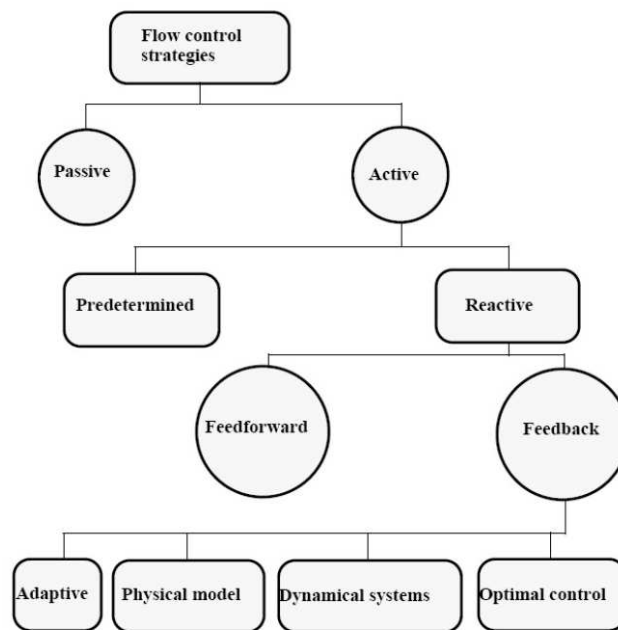 Flow control
strategies
Passive
Active
Predetermined
Reactive
Feedforward
Feedback
Adaptive
Physical model
Dynamical systems
Optimal control